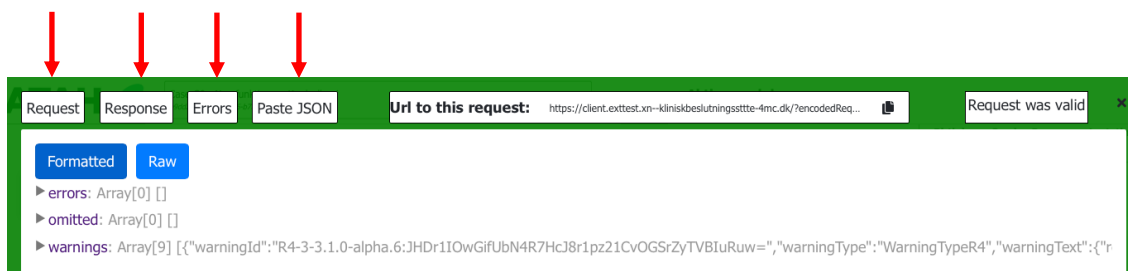 Request Response Errors Paste JSON Url to this request: https://client.exttest.xn--kliniskbeslutningssttte-4mc.dk/?encodedReq... Request was valid ×
Formatted Raw
errors: Array[0] []
omitted: Array[0] []
warnings: Array[9] [{"warningId":"R4-3-3.1.0-alpha.6:JHDr1IOwGifUbN4R7HcJ8r1pz21CvOGSrZyTVBIuRuw=","warningType":"WarningTypeR4","warningText":{"r